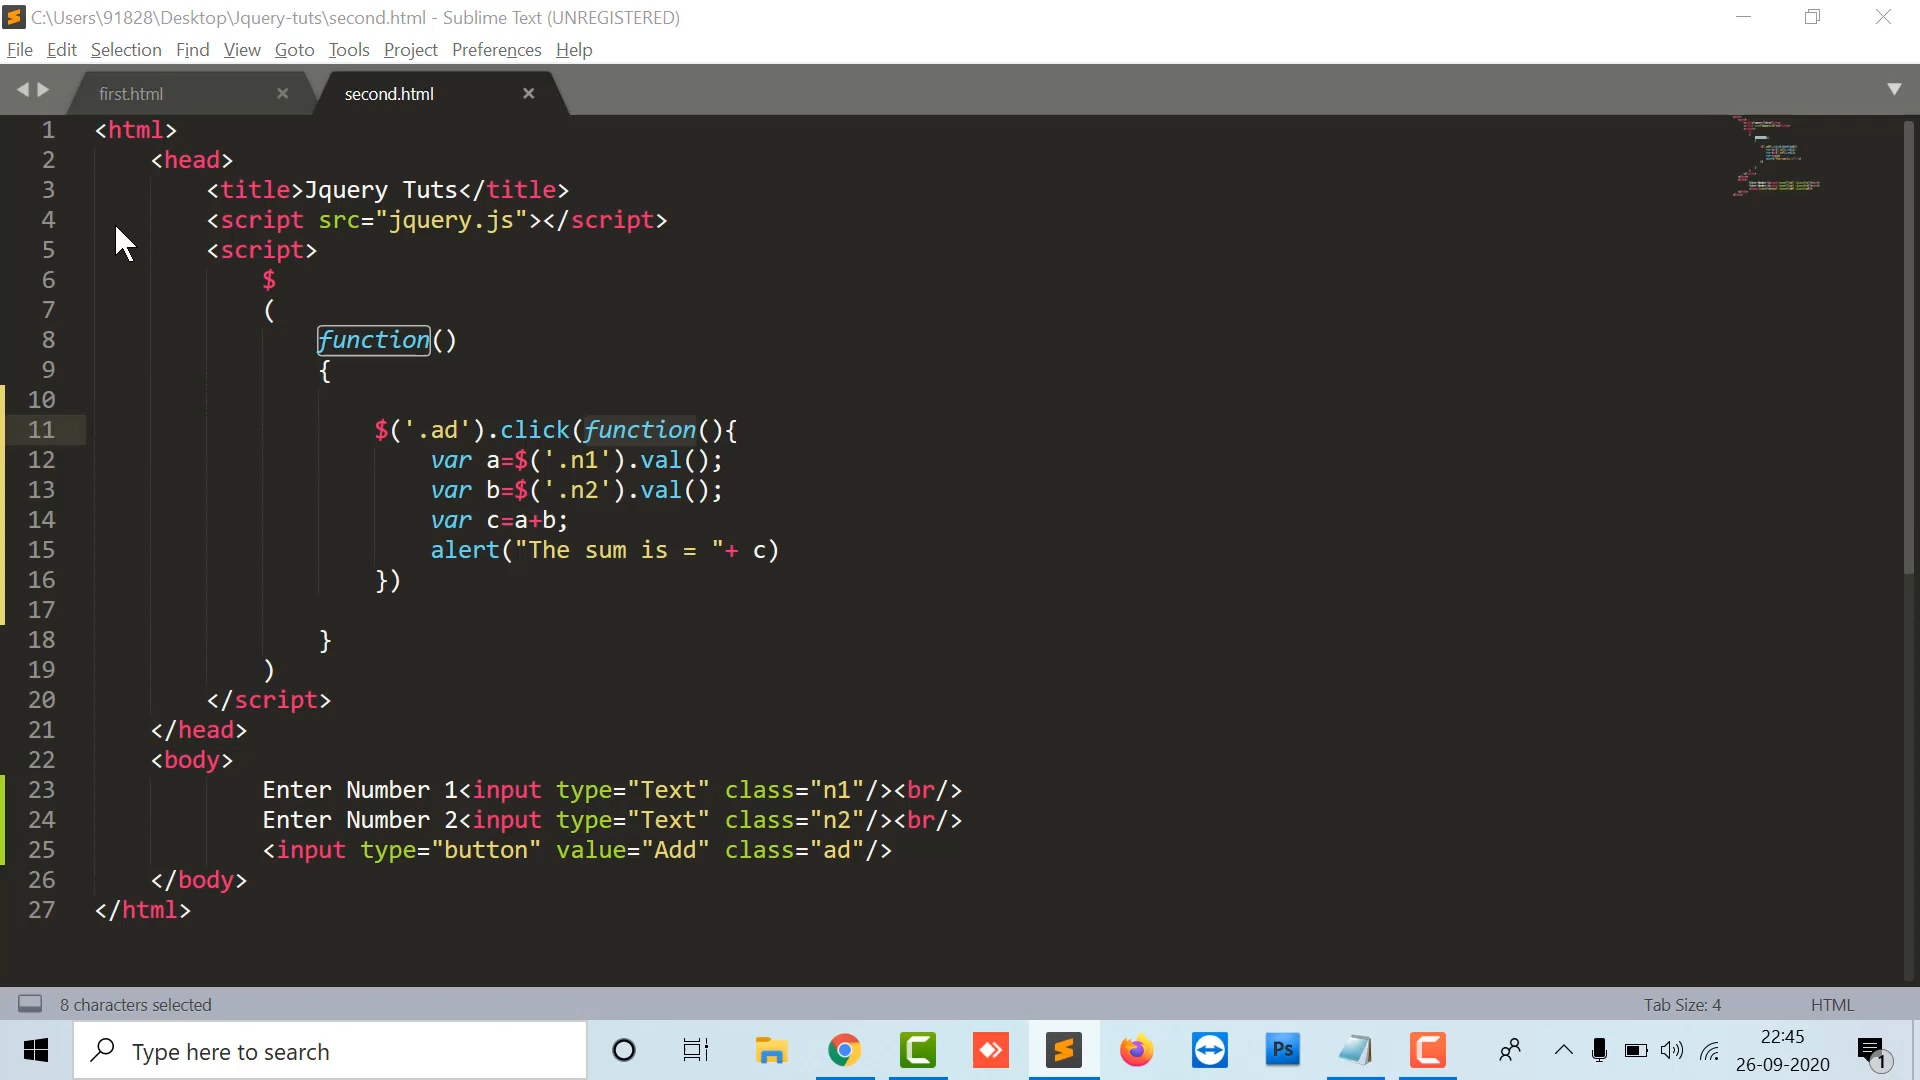 C:\Users\91828\Desktop\Jquery-tuts\second.html - Sublime Text (UNREGISTERED)
File Edit Selection Find View Goto Tools Project Preferences Help
first.html second.html
1 <html>
2 <head>
3 <title>Jquery Tuts</title>
4 <script src="jquery.js"></script>
5 <script>
6 $
7 (
8 function()
9 {
10
11 $('.ad').click(function(){
12 var a=$('.n1').val();
13 var b=$('.n2').val();
14 var c=a+b;
15 alert("The sum is = "+ c)
16 })
17
18 }
19 )
20 </script>
21 </head>
22 <body>
23 Enter Number 1<input type="Text" class="n1"/><br/>
24 Enter Number 2<input type="Text" class="n2"/><br/>
25 <input type="button" value="Add" class="ad"/>
26 </body>
27 </html>
8 characters selected Tab Size: 4 HTML
Type here to search
Ps
22:45
26-09-2020
1